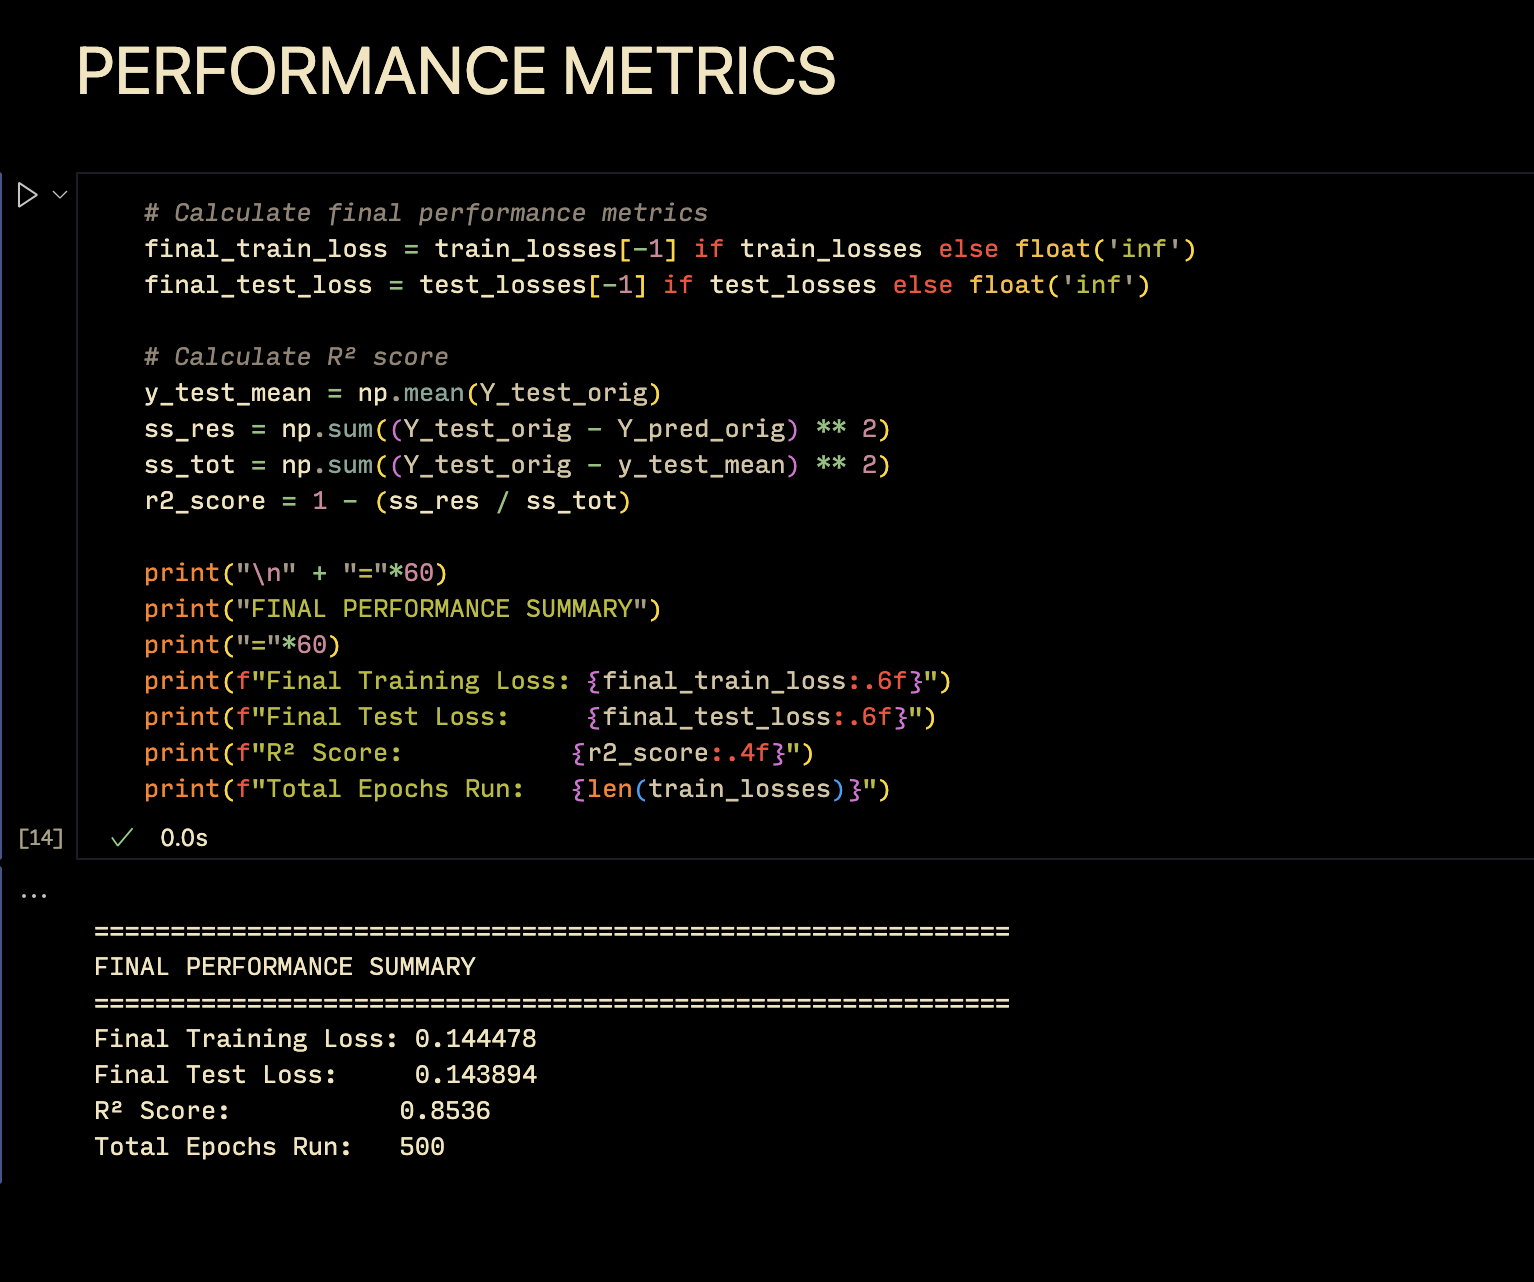 PERFORMANCE METRICS
# Calculate final performance metrics
final_train_loss = train_losses[-1] if train_losses else float('inf')
final_test_loss = test_losses[-1] if test_losses else float('inf')
# Calculate R² score
y_test_mean = np.mean(Y_test_orig)
ss_res = np.sum((Y_test_orig - Y_pred_orig) ** 2)
ss_tot = np.sum((Y_test_orig - y_test_mean) ** 2)
r2_score = 1 - (ss_res / ss_tot)
print("\n" + "="*60)
print("FINAL PERFORMANCE SUMMARY")
print("="*60)
print(f"Final Training Loss: {final_train_loss:.6f}")
print(f"Final Test Loss:     {final_test_loss:.6f}")
print(f"R² Score:           {r2_score:.4f}")
print(f"Total Epochs Run:   {len(train_losses)}")
[14] ✓ 0.0s
...
============================================================
FINAL PERFORMANCE SUMMARY
============================================================
Final Training Loss: 0.144478
Final Test Loss:     0.143894
R² Score:           0.8536
Total Epochs Run:   500